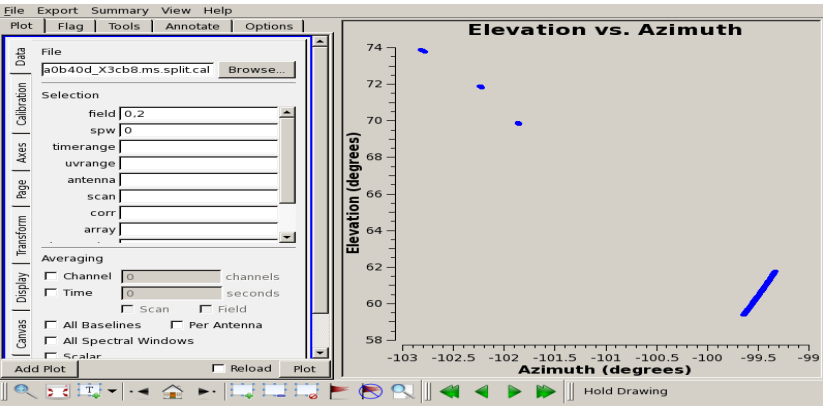 File Export Summary View Help
Plot Flag Tools Annotate Options
Data
Calibration
Axes
Page
Transform
Display
Canvas
File
a0b40d_X3cb8.ms.split.cal Browse...
Selection
field 0,2
spw 0
timerange
uvrange
antenna
scan
corr
array
Averaging
Channel 0 channels
Time 0 seconds
Scan Field
All Baselines Per Antenna
All Spectral Windows
Scalar
Add Plot Reload Plot
Elevation vs. Azimuth
Elevation (degrees)
74
72
70
68
66
64
62
60
58
-103 -102.5 -102 -101.5 -101 -100.5 -100 -99.5 -99
Azimuth (degrees)
T
Hold Drawing